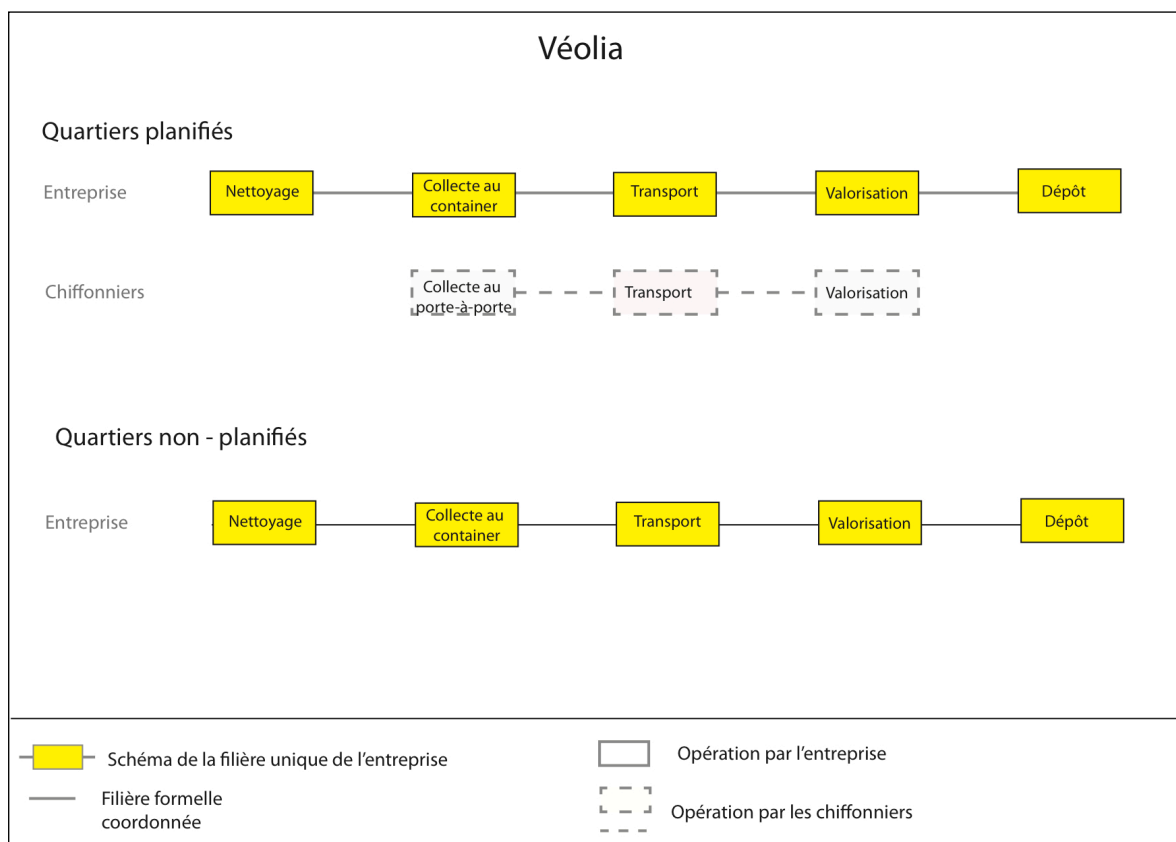 Véolia
Quartiers planifiés
Entreprise
Nettoyage
Collecte au
container
Transport
Valorisation
Dépôt
Chiffonniers
Collecte au
porte-à-porte
Transport
Valorisation
Quartiers non - planifiés
Entreprise
Nettoyage
Collecte au
container
Transport
Valorisation
Dépôt
Schéma de la filière unique de l'entreprise
Filière formelle
coordonnée
Opération par l'entreprise
Opération par les chiffonniers